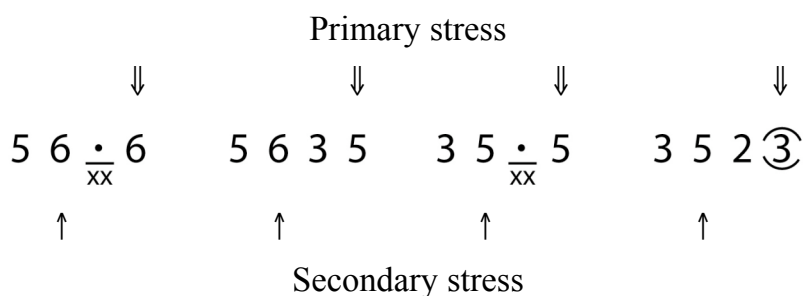 Primary stress
⇓ ⇓ ⇓ ⇓
5 6 · 6 5 6 3 5 3 5 · 5 3 5 2 3
xx xx
↑ ↑ ↑ ↑
Secondary stress